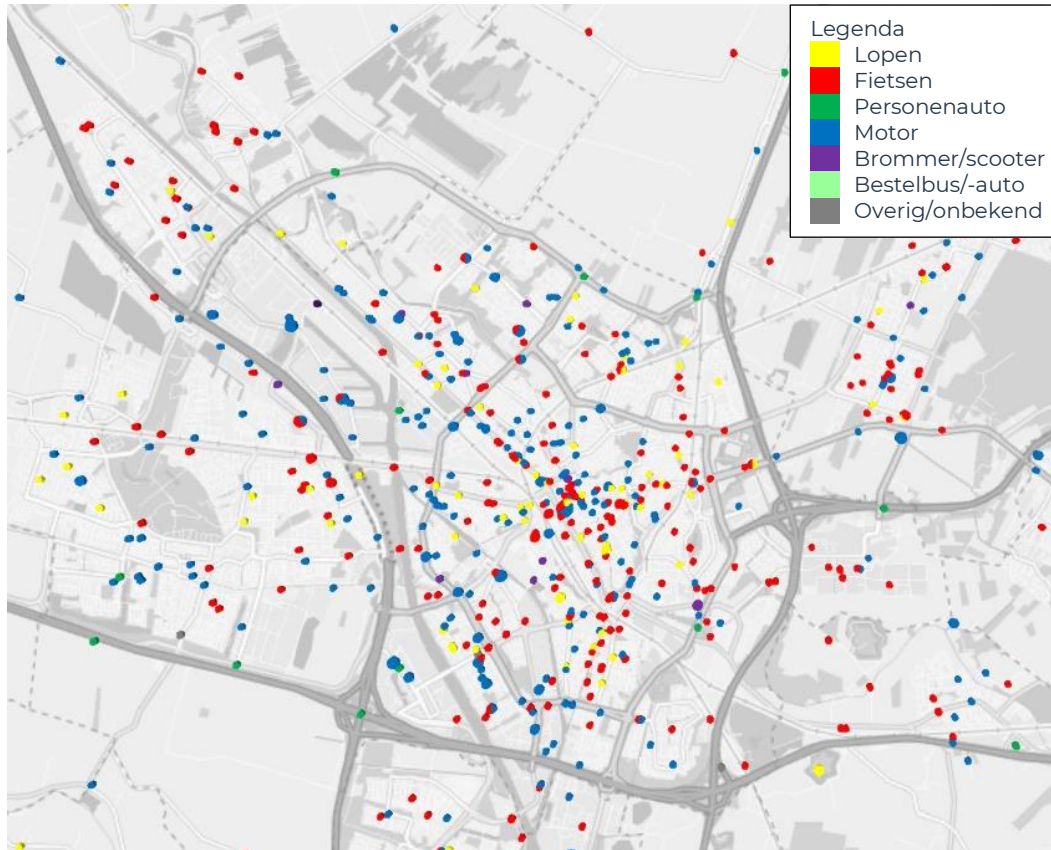 Legenda
Lopen
Fietsen
Personenauto
Motor
Brommer/scooter
Bestelbus/-auto
Overig/onbekend